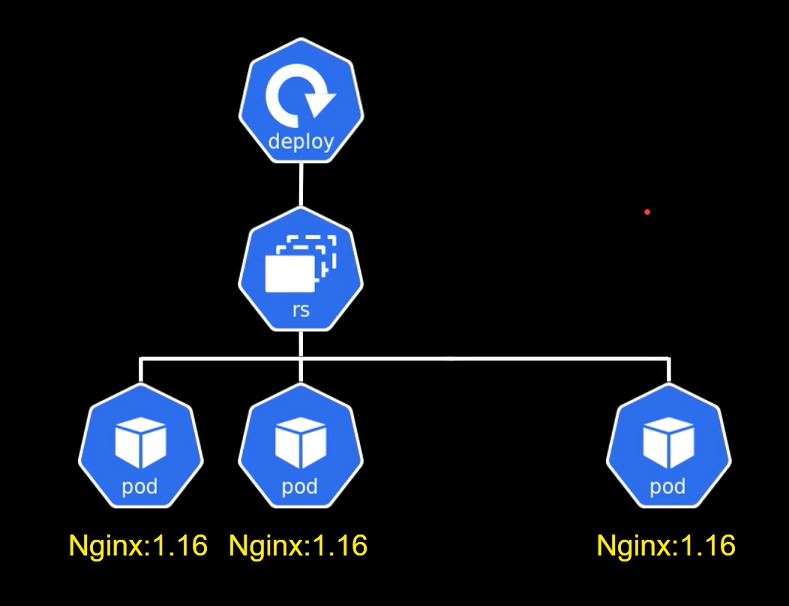 deploy
rs
pod pod pod
Nginx:1.16 Nginx:1.16 Nginx:1.16